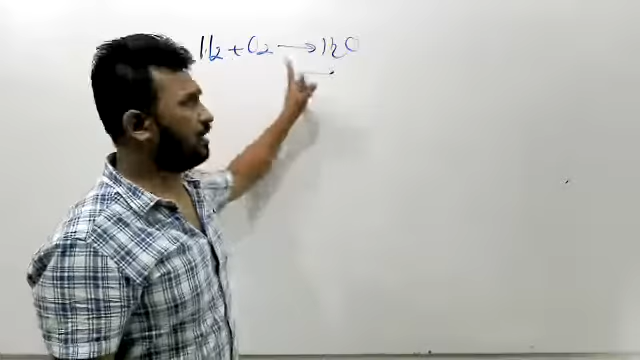 H₂ + O₂ → H₂O